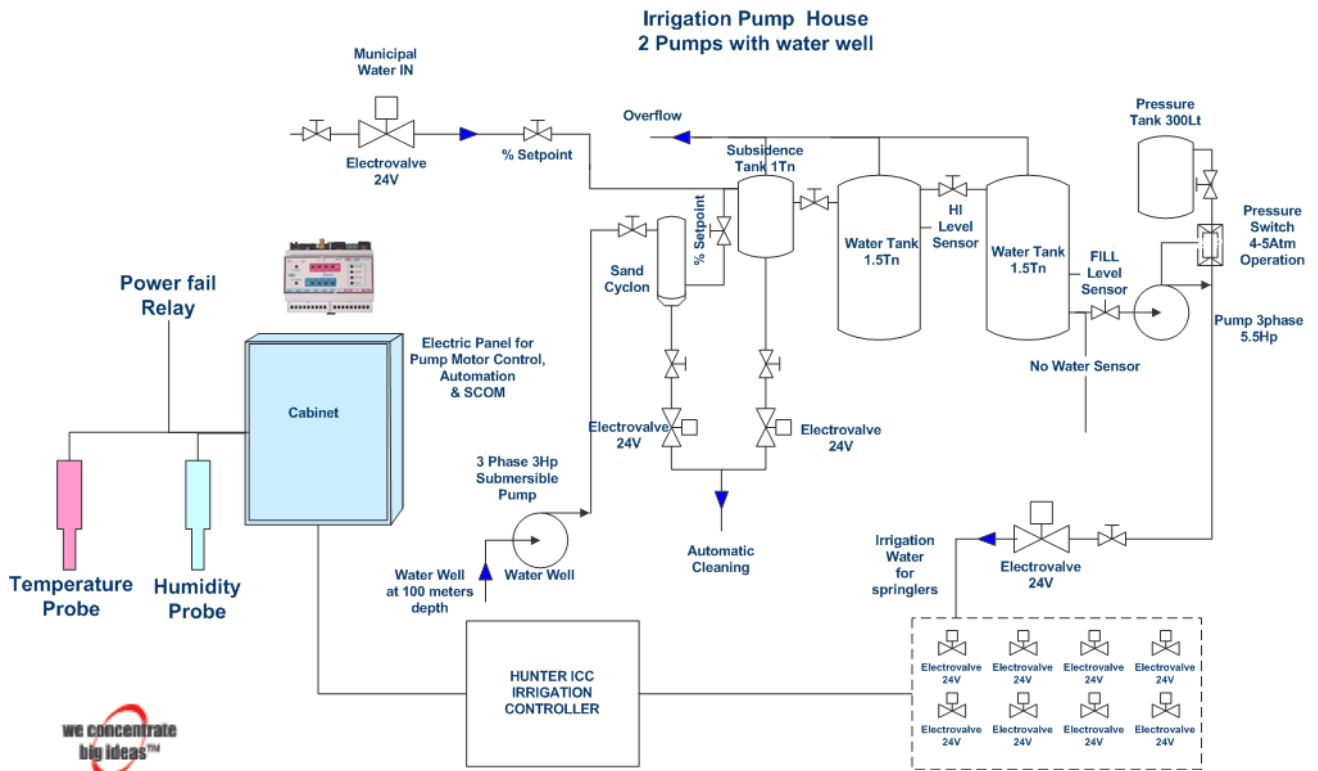 Irrigation Pump House
2 Pumps with water well
Municipal
Water IN
Electrovalve
24V
% Setpoint
Overflow
Subsidence
Tank 1Tn
Pressure
Tank 300Lt
% Setpoint
HI
Level
Sensor
Water Tank
1.5Tn
Water Tank
1.5Tn
FILL
Level
Sensor
Pressure
Switch
4-5Atm
Operation
Sand
Cyclon
Power fail
Relay
Electric Panel for
Pump Motor Control,
Automation
& SCOM
Pump 3phase
5.5Hp
No Water Sensor
Cabinet
Electrovalve
24V
Electrovalve
24V
3 Phase 3Hp
Submersible
Pump
Automatic
Cleaning
Irrigation
Water
for
springlers
Electrovalve
24V
Temperature
Probe
Humidity
Probe
Water Well
at 100 meters
depth
Water Well
HUNTER ICC
IRRIGATION
CONTROLLER
Electrovalve
24V
Electrovalve
24V
Electrovalve
24V
Electrovalve
24V
Electrovalve
24V
Electrovalve
24V
Electrovalve
24V
Electrovalve
24V
we concentrate
big ideas™